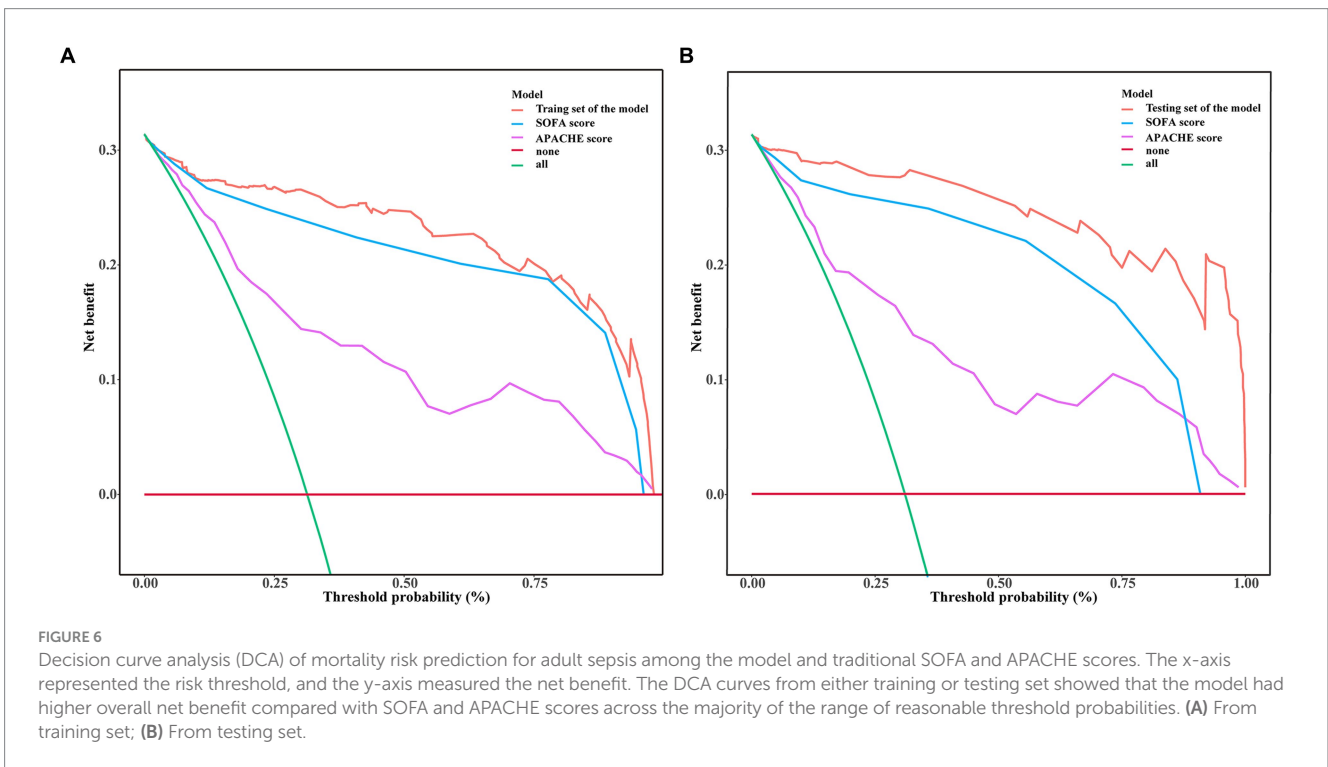 A
Model
Traing set of the model
SOFA score
APACHE score
none
all
0.3
0.2
0.1
0.0
Net benefit
0.00 0.25 0.50 0.75
Threshold probability (%)
B
Model
Testing set of the model
SOFA score
APACHE score
none
all
0.3
0.2
0.1
0.0
Net benefit
0.00 0.25 0.50 0.75 1.00
Threshold probability (%)
FIGURE 6
Decision curve analysis (DCA) of mortality risk prediction for adult sepsis among the model and traditional SOFA and APACHE scores. The x-axis
represented the risk threshold, and the y-axis measured the net benefit. The DCA curves from either training or testing set showed that the model had
higher overall net benefit compared with SOFA and APACHE scores across the majority of the range of reasonable threshold probabilities. (A) From
training set; (B) From testing set.